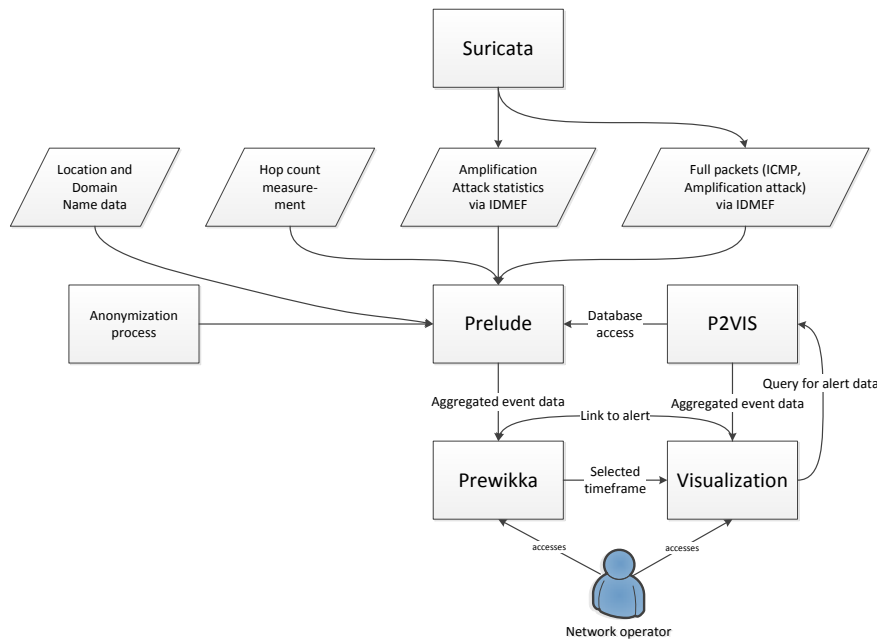 Suricata
Location and
Domain
Name data
Hop count
measure-
ment
Amplification
Attack statistics
via IDMEF
Full packets (ICMP,
Amplification attack)
via IDMEF
Anonymization
process
Prelude
Database
access
P2VIS
Query for alert data
Aggregated event data
Aggregated event data
Link to alert
Prewikka
Selected
timeframe
Visualization
accesses
accesses
Network operator